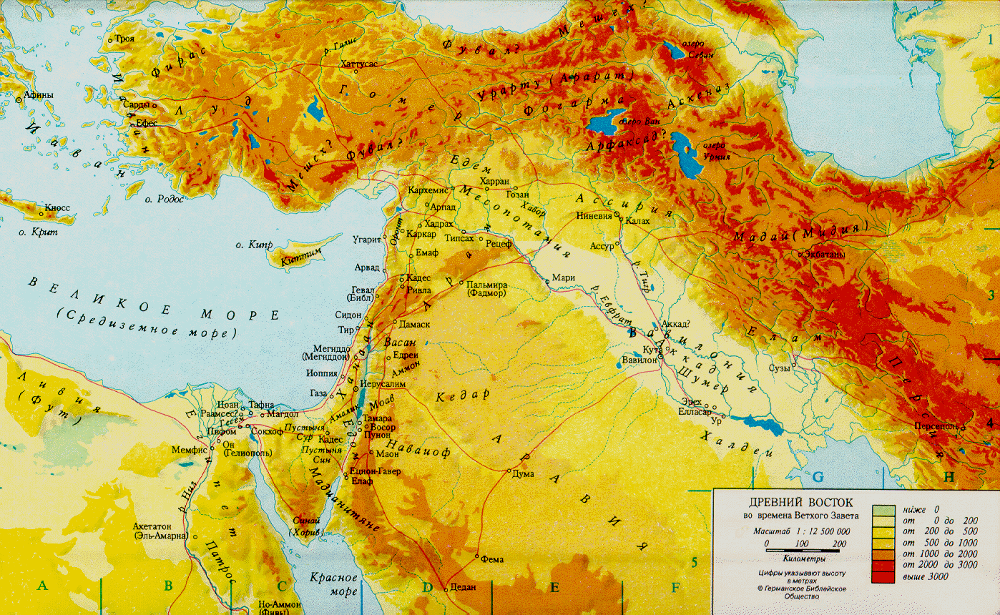 Мешех?
Троя
Фирас
р. Галис
Хаттусас
Фувал?
озеро
Севан
1
Афины
Иаван
Сарды
Ефес
Луд
Гомер
Урарту (Арарат)
Фогарма
Аскеназ
озеро Ван
Арфаксад?
озеро
Урмия
Иаван
Мешех?
Фувал?
Едем
2
о. Родос
Кархемис
Харран
Гозан
Хабор
Месопотамия
Ассирия
Ниневия
Калах
Кносс
о. Крит
Арпад
Хадрах
Каркар
Оронт
Угарит
Типсах
Рецеф
Мадай (Мидия)
Экбатаны
о. Кипр
Киттим
Емаф
Ассур
Арвад
Кадес
Ривла
Арам
Пальмира
(Фадмор)
Мари
р. Тигр
р. Евфрат
3
ВЕЛИКОЕ МОРЕ
(Средиземное море)
Гевал
(Библ)
Сидон
Тир
Дамаск
Ханаан
Васан
Аккад?
Вавилония
Елам
Мегиддо
(Мегиддон)
Едреи
Аммон
Кута
Вавилон
Аккад
Шумер
Сузы
Персия
Ливия
(Фут)
Иоппия
Газа
Иерусалим
Моав
Кедар
Эрех
Елласар
Ур
Халдеи
Персеполь
4
Цоан
Тафна
Раамсес?
Гесем
Магдол
Пифом
Сокхоф
Он
(Гелиополь)
Мемфис
Египет
Амалик
Пустыня
Сур
Кадес
Пустыня
Син
Тамара
Восор
Пунон
Едом
Маон
Наваиоф
Дума
АРАВИЯ
Ецион-Гавер
Елаф
Мадианитяне
р. Нил
Синай
(Хорив)
Ахетатон
(Эль-Амарна)
Патрос
Фема
Дедан
Красное
море
Но-Аммон
(Фивы)
5
A
B
C
D
E
F
G
H
ДРЕВНИЙ ВОСТОК
во времена Ветхого Завета
Масштаб 1 : 12 500 000
0 100 200
Километры
Цифры указывают высоту
в метрах
© Германское Библейское
Общество
ниже 0
от 0 до 200
от 200 до 500
от 500 до 1000
от 1000 до 2000
от 2000 до 3000
выше 3000